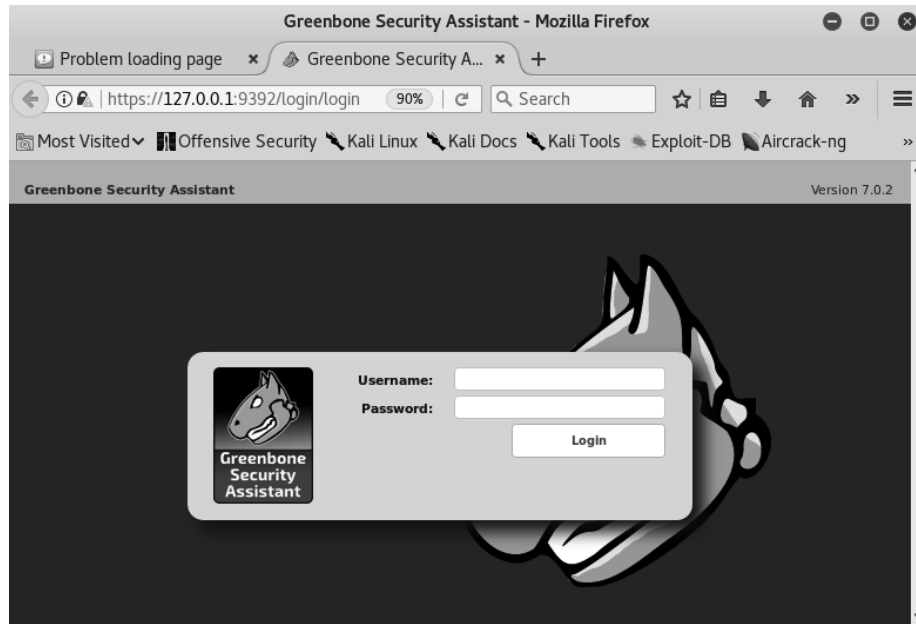 Greenbone Security Assistant - Mozilla Firefox
Problem loading page
Greenbone Security A...
https://127.0.0.1:9392/login/login 90% Search
Most Visited Offensive Security Kali Linux Kali Docs Kali Tools Exploit-DB Aircrack-ng »
Greenbone Security Assistant Version 7.0.2
Username:
Password:
Login
Greenbone
Security
Assistant